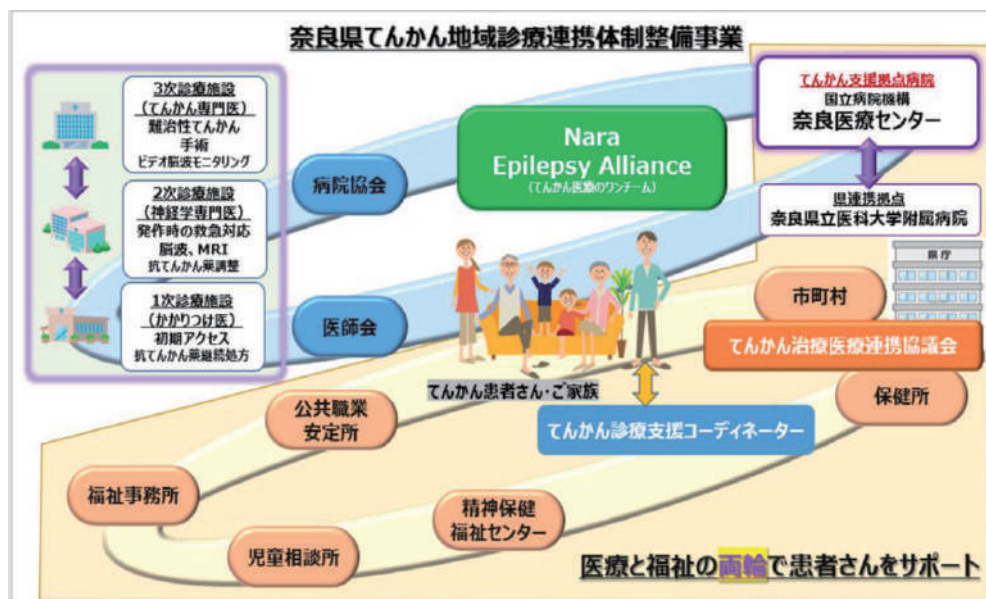 奈良県てんかん地域診療連携体制整備事業
3次診療施設
(てんかん専門医)
難治性てんかん
手術
ビデオ脳波モニタリング
2次診療施設
(神経学専門医)
発作時の救急対応
脳波、MRI
抗てんかん薬調整
1次診療施設
(かかりつけ医)
初期アクセス
抗てんかん薬継続処方
病院協会
医師会
Nara
Epilepsy Alliance
(てんかん医療のワンチーム)
てんかん支援拠点病院
国立病院機構
奈良医療センター
県連携拠点
奈良県立医科大学附属病院
県庁
市町村
てんかん治療医療連携協議会
保健所
てんかん患者さん・ご家族
てんかん診療支援コーディネーター
公共職業
安定所
福祉事務所
児童相談所
精神保健
福祉センター
医療と福祉の両輪で患者さんをサポート